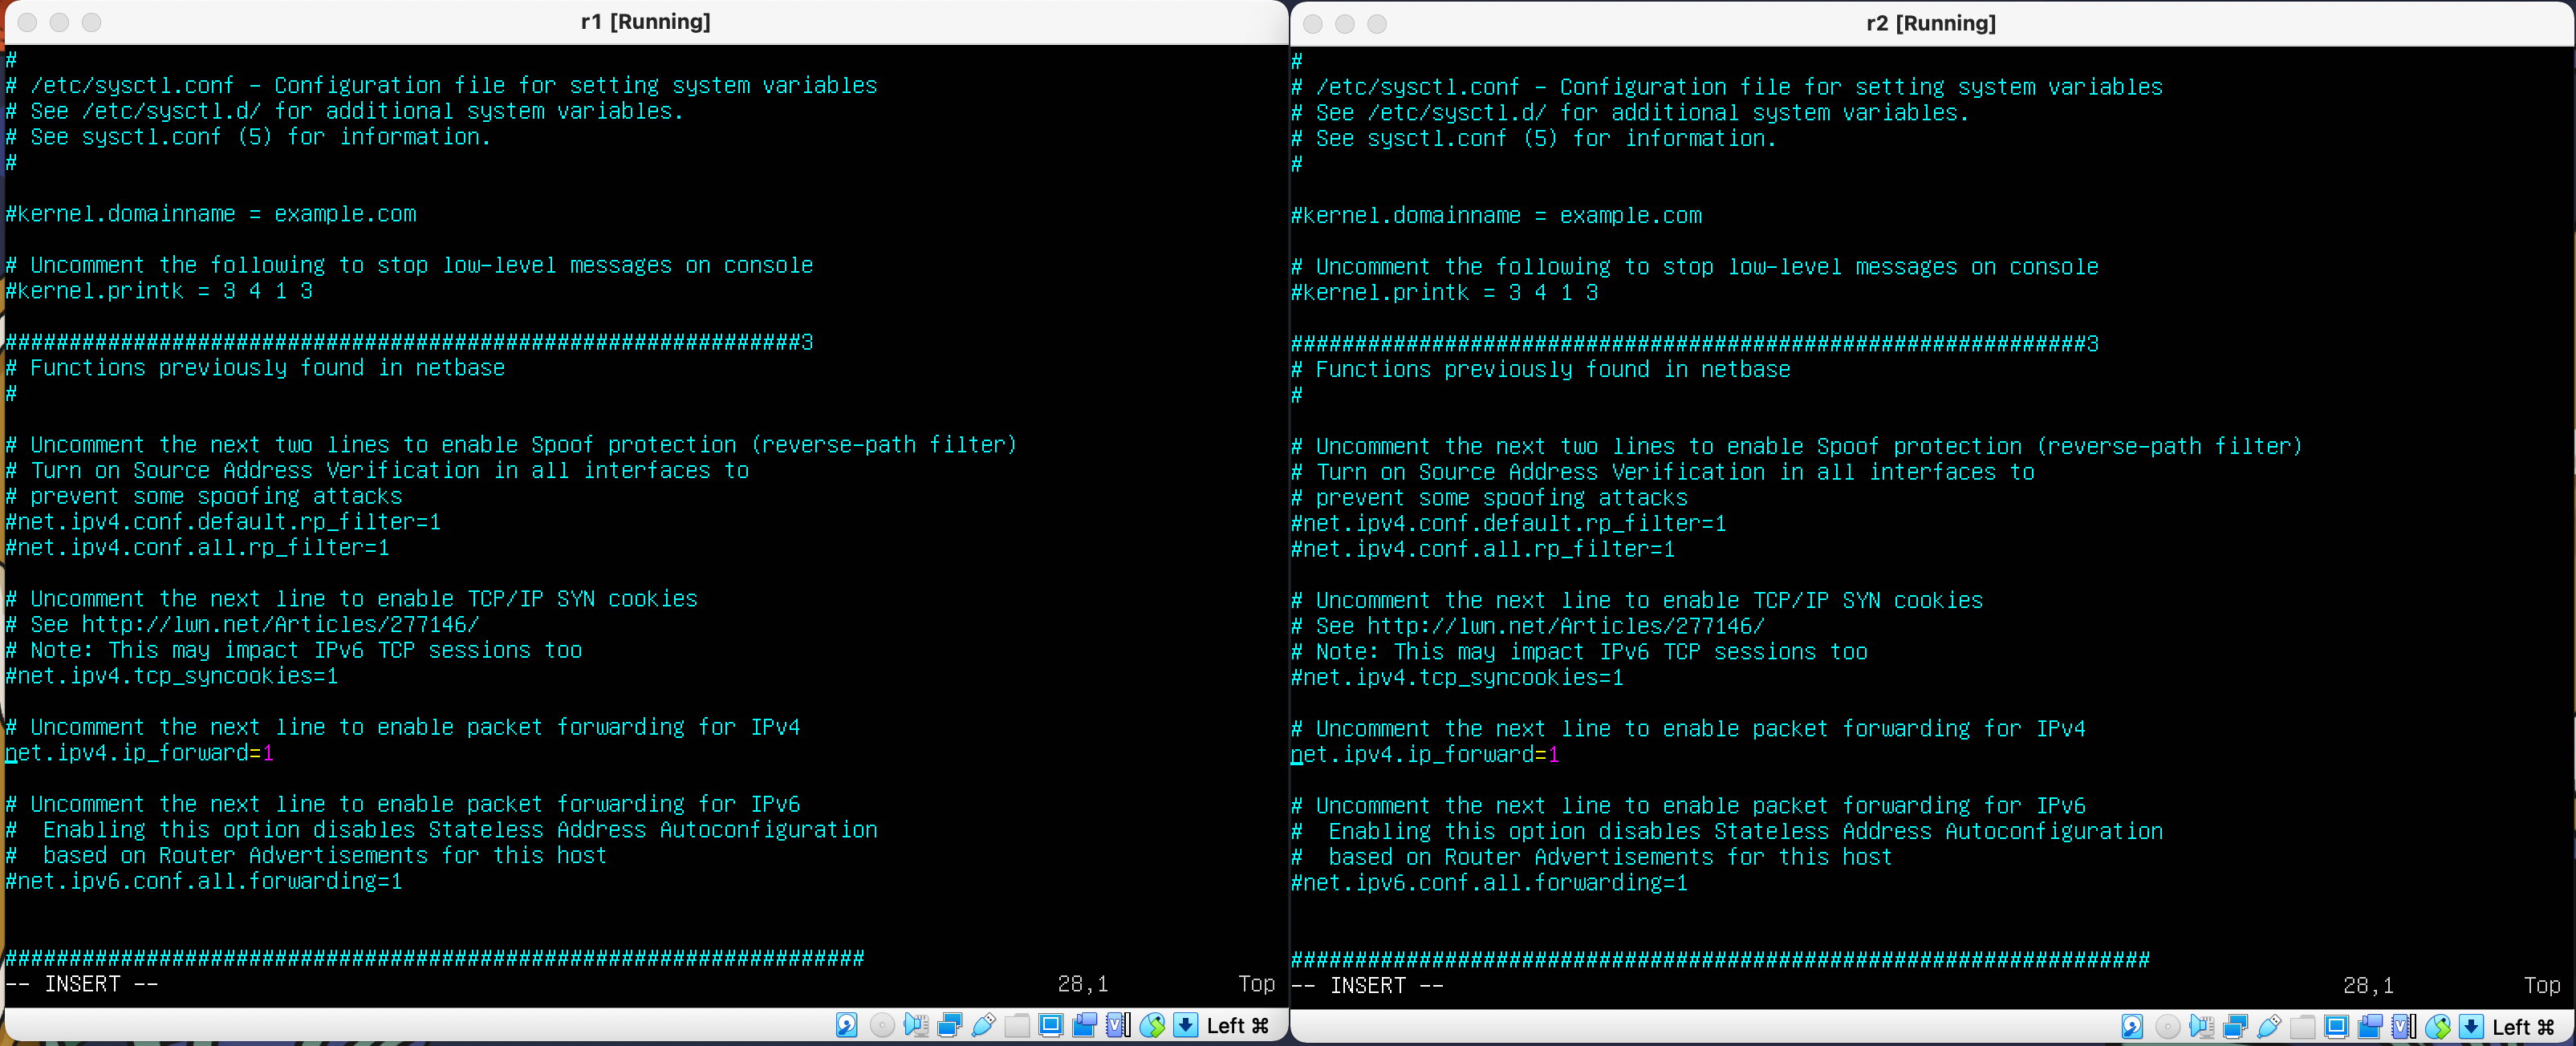 r1 [Running]
#
# /etc/sysctl.conf - Configuration file for setting system variables
# See /etc/sysctl.d/ for additional system variables.
# See sysctl.conf (5) for information.
#

#kernel.domainname = example.com

# Uncomment the following to stop low-level messages on console
#kernel.printk = 3 4 1 3

##############################################################3
# Functions previously found in netbase
#

# Uncomment the next two lines to enable Spoof protection (reverse-path filter)
# Turn on Source Address Verification in all interfaces to
# prevent some spoofing attacks
#net.ipv4.conf.default.rp_filter=1
#net.ipv4.conf.all.rp_filter=1

# Uncomment the next line to enable TCP/IP SYN cookies
# See http://lwn.net/Articles/277146/
# Note: This may impact IPv6 TCP sessions too
#net.ipv4.tcp_syncookies=1

# Uncomment the next line to enable packet forwarding for IPv4
net.ipv4.ip_forward=1

# Uncomment the next line to enable packet forwarding for IPv6
#  Enabling this option disables Stateless Address Autoconfiguration
#  based on Router Advertisements for this host
#net.ipv6.conf.all.forwarding=1

###################################################################
-- INSERT -- 28,1 Top
Left ⌘
r2 [Running]
#
# /etc/sysctl.conf - Configuration file for setting system variables
# See /etc/sysctl.d/ for additional system variables.
# See sysctl.conf (5) for information.
#

#kernel.domainname = example.com

# Uncomment the following to stop low-level messages on console
#kernel.printk = 3 4 1 3

##############################################################3
# Functions previously found in netbase
#

# Uncomment the next two lines to enable Spoof protection (reverse-path filter)
# Turn on Source Address Verification in all interfaces to
# prevent some spoofing attacks
#net.ipv4.conf.default.rp_filter=1
#net.ipv4.conf.all.rp_filter=1

# Uncomment the next line to enable TCP/IP SYN cookies
# See http://lwn.net/Articles/277146/
# Note: This may impact IPv6 TCP sessions too
#net.ipv4.tcp_syncookies=1

# Uncomment the next line to enable packet forwarding for IPv4
net.ipv4.ip_forward=1

# Uncomment the next line to enable packet forwarding for IPv6
#  Enabling this option disables Stateless Address Autoconfiguration
#  based on Router Advertisements for this host
#net.ipv6.conf.all.forwarding=1

###################################################################
-- INSERT -- 28,1 Top
Left ⌘